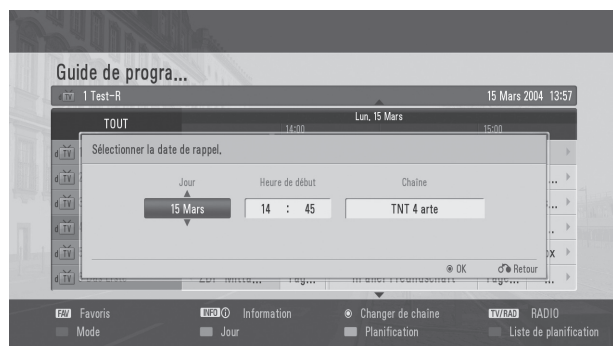 Guide de progra...
TV 1 Test-R 15 Mars 2004 13:57
TOUT Lun, 15 Mars
14:00 15:00
Sélectionner la date de rappel.
Jour Heure de début Chaîne
15 Mars 14 : 45 TNT 4 arte
OK Retour
FAV Favoris INFO i Information Changer de chaîne TV/RAD RADIO
Mode Jour Planification Liste de planification